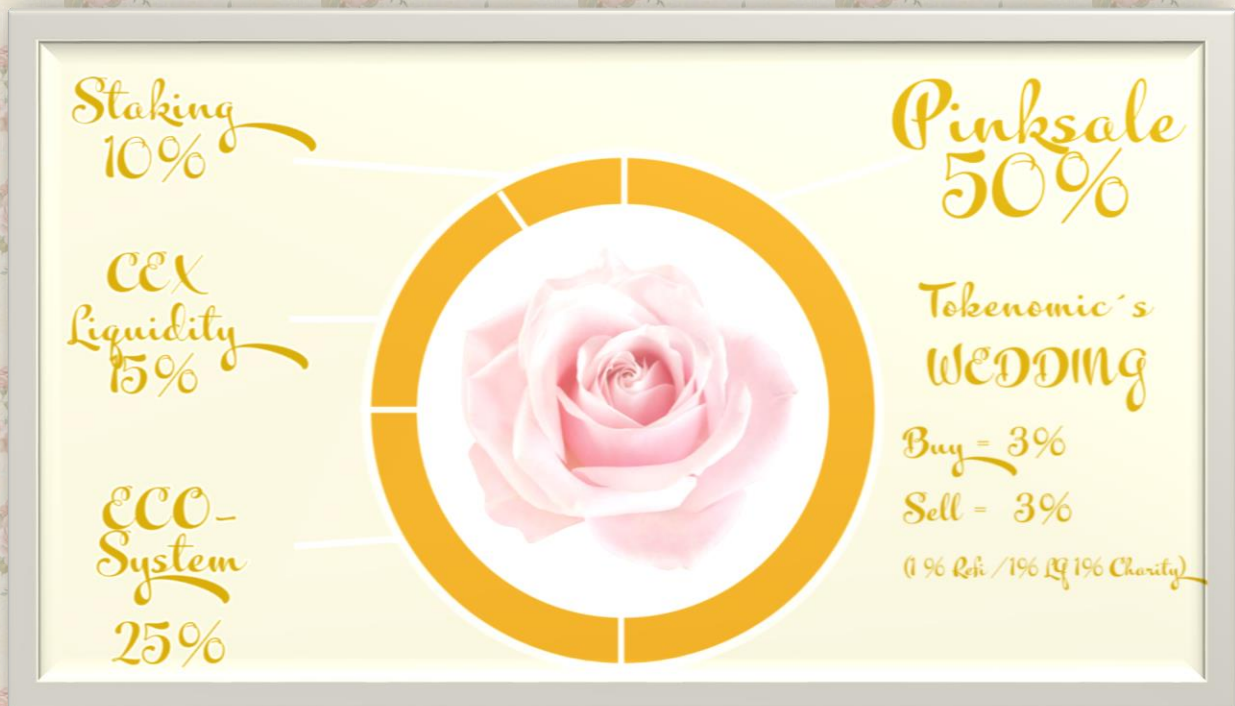 Staking
10%
CEX
Liquidity
15%
ECO-
System
25%
Pinksale
50%
Tokenomic´s
WEDDING
Buy = 3%
Sell = 3%
(1 % Refi /1% LQ 1% Charity)